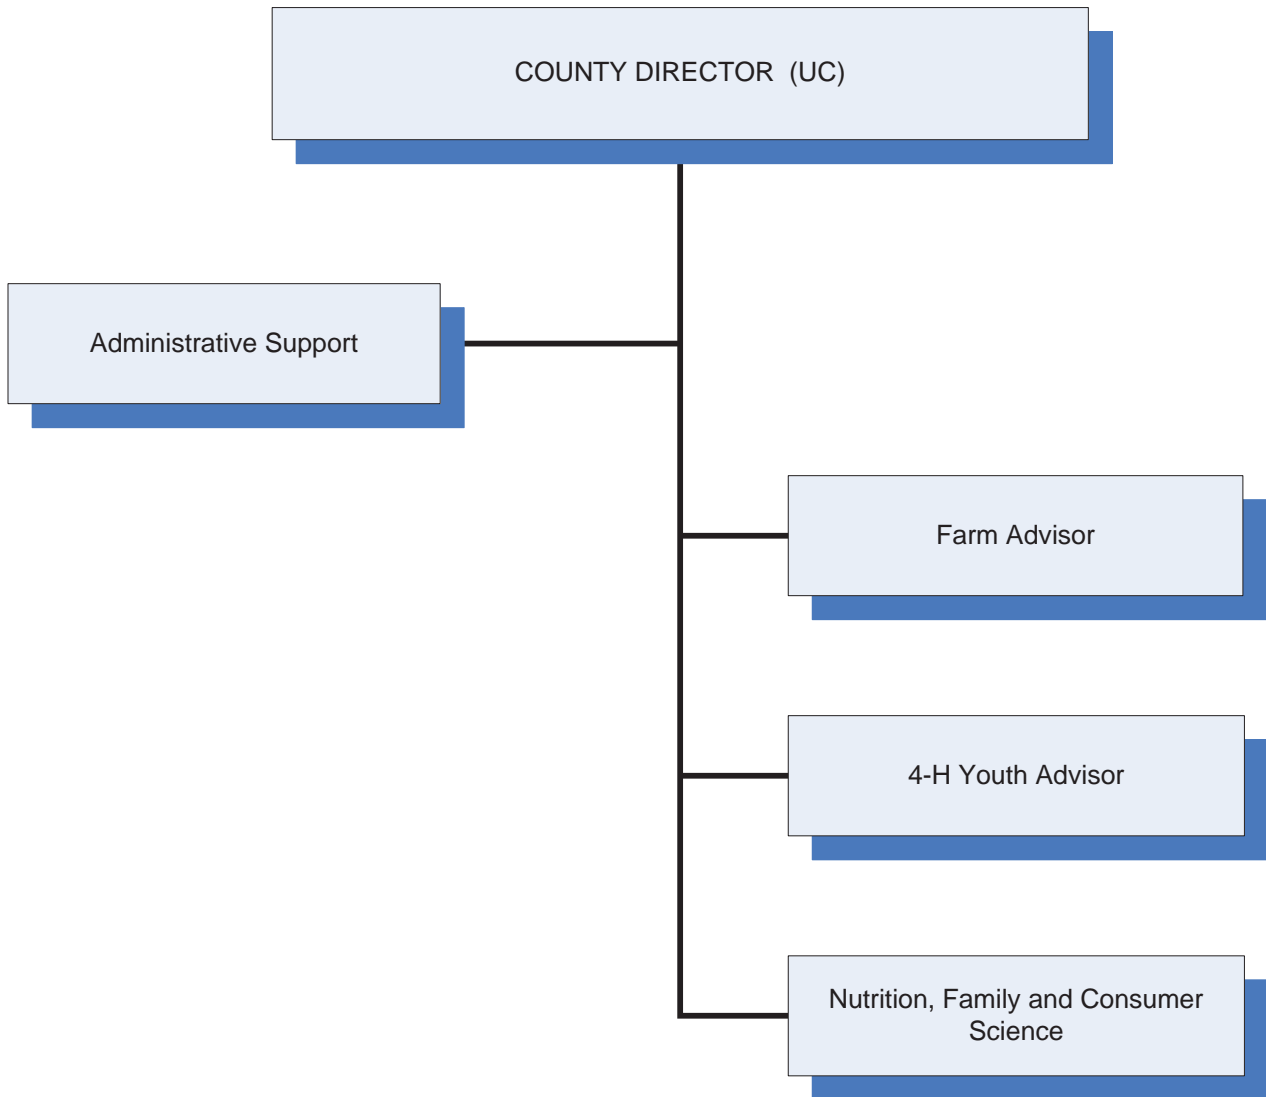 COUNTY DIRECTOR  (UC)
Administrative Support
Farm Advisor
4-H Youth Advisor
Nutrition, Family and Consumer
Science